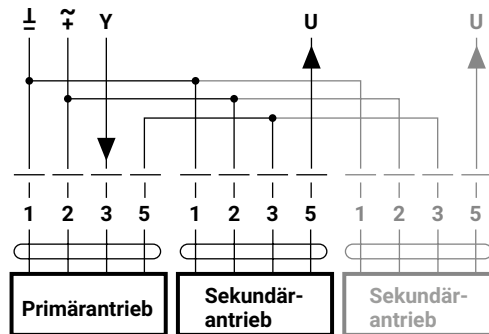 ⊥ ~ Y U U
– +
1 2 3 5 1 2 3 5 1 2 3 5
Primärantrieb
Sekundär-
antrieb
Sekundär-
antrieb